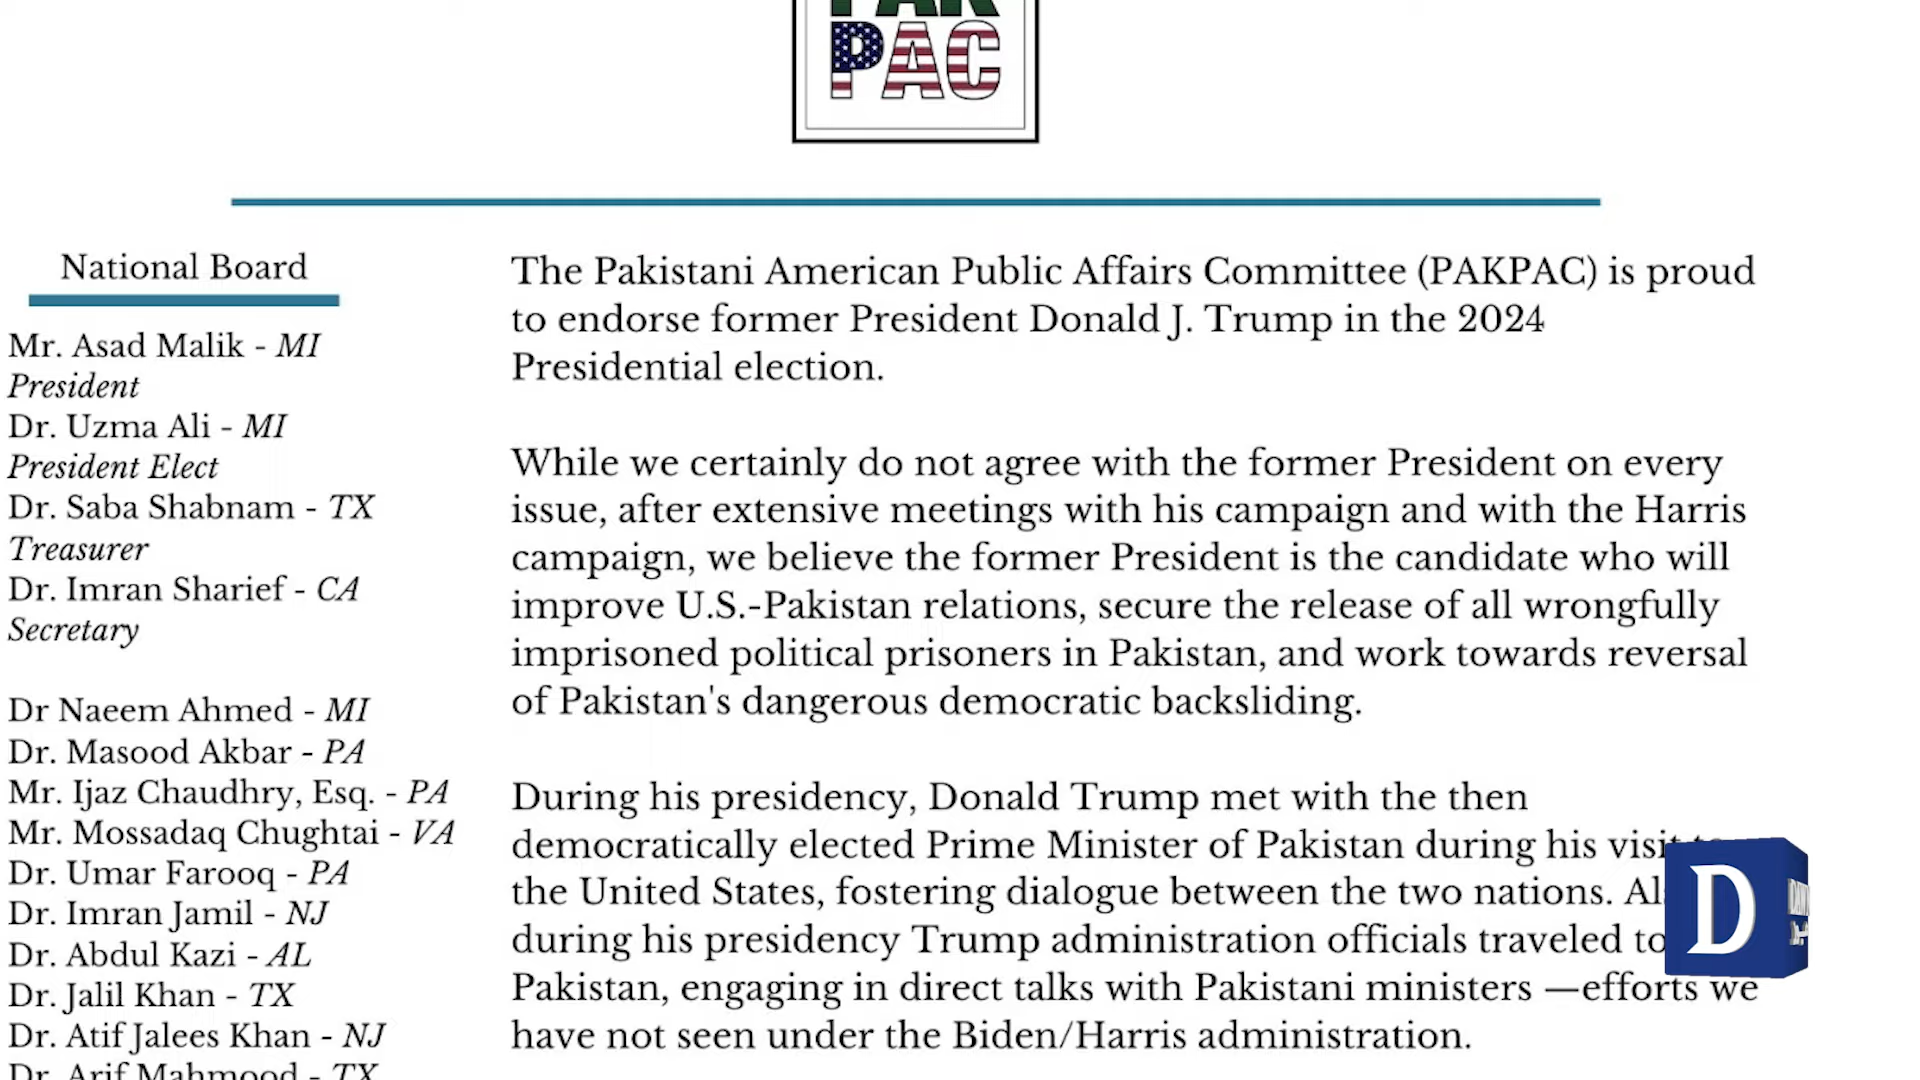 PAC
National Board
Mr. Asad Malik - MI
President
Dr. Uzma Ali - MI
President Elect
Dr. Saba Shabnam - TX
Treasurer
Dr. Imran Sharief - CA
Secretary
Dr Naeem Ahmed - MI
Dr. Masood Akbar - PA
Mr. Ijaz Chaudhry, Esq. - PA
Mr. Mossadaq Chughtai - VA
Dr. Umar Farooq - PA
Dr. Imran Jamil - NJ
Dr. Abdul Kazi - AL
Dr. Jalil Khan - TX
Dr. Atif Jalees Khan - NJ
Dr. Arif Mahmood - TX
The Pakistani American Public Affairs Committee (PAKPAC) is proud
to endorse former President Donald J. Trump in the 2024
Presidential election.
While we certainly do not agree with the former President on every
issue, after extensive meetings with his campaign and with the Harris
campaign, we believe the former President is the candidate who will
improve U.S.-Pakistan relations, secure the release of all wrongfully
imprisoned political prisoners in Pakistan, and work towards reversal
of Pakistan's dangerous democratic backsliding.
During his presidency, Donald Trump met with the then
democratically elected Prime Minister of Pakistan during his visit to
the United States, fostering dialogue between the two nations.
during his presidency Trump administration officials traveled to
Pakistan, engaging in direct talks with Pakistani ministers —efforts we
have not seen under the Biden/Harris administration.
D